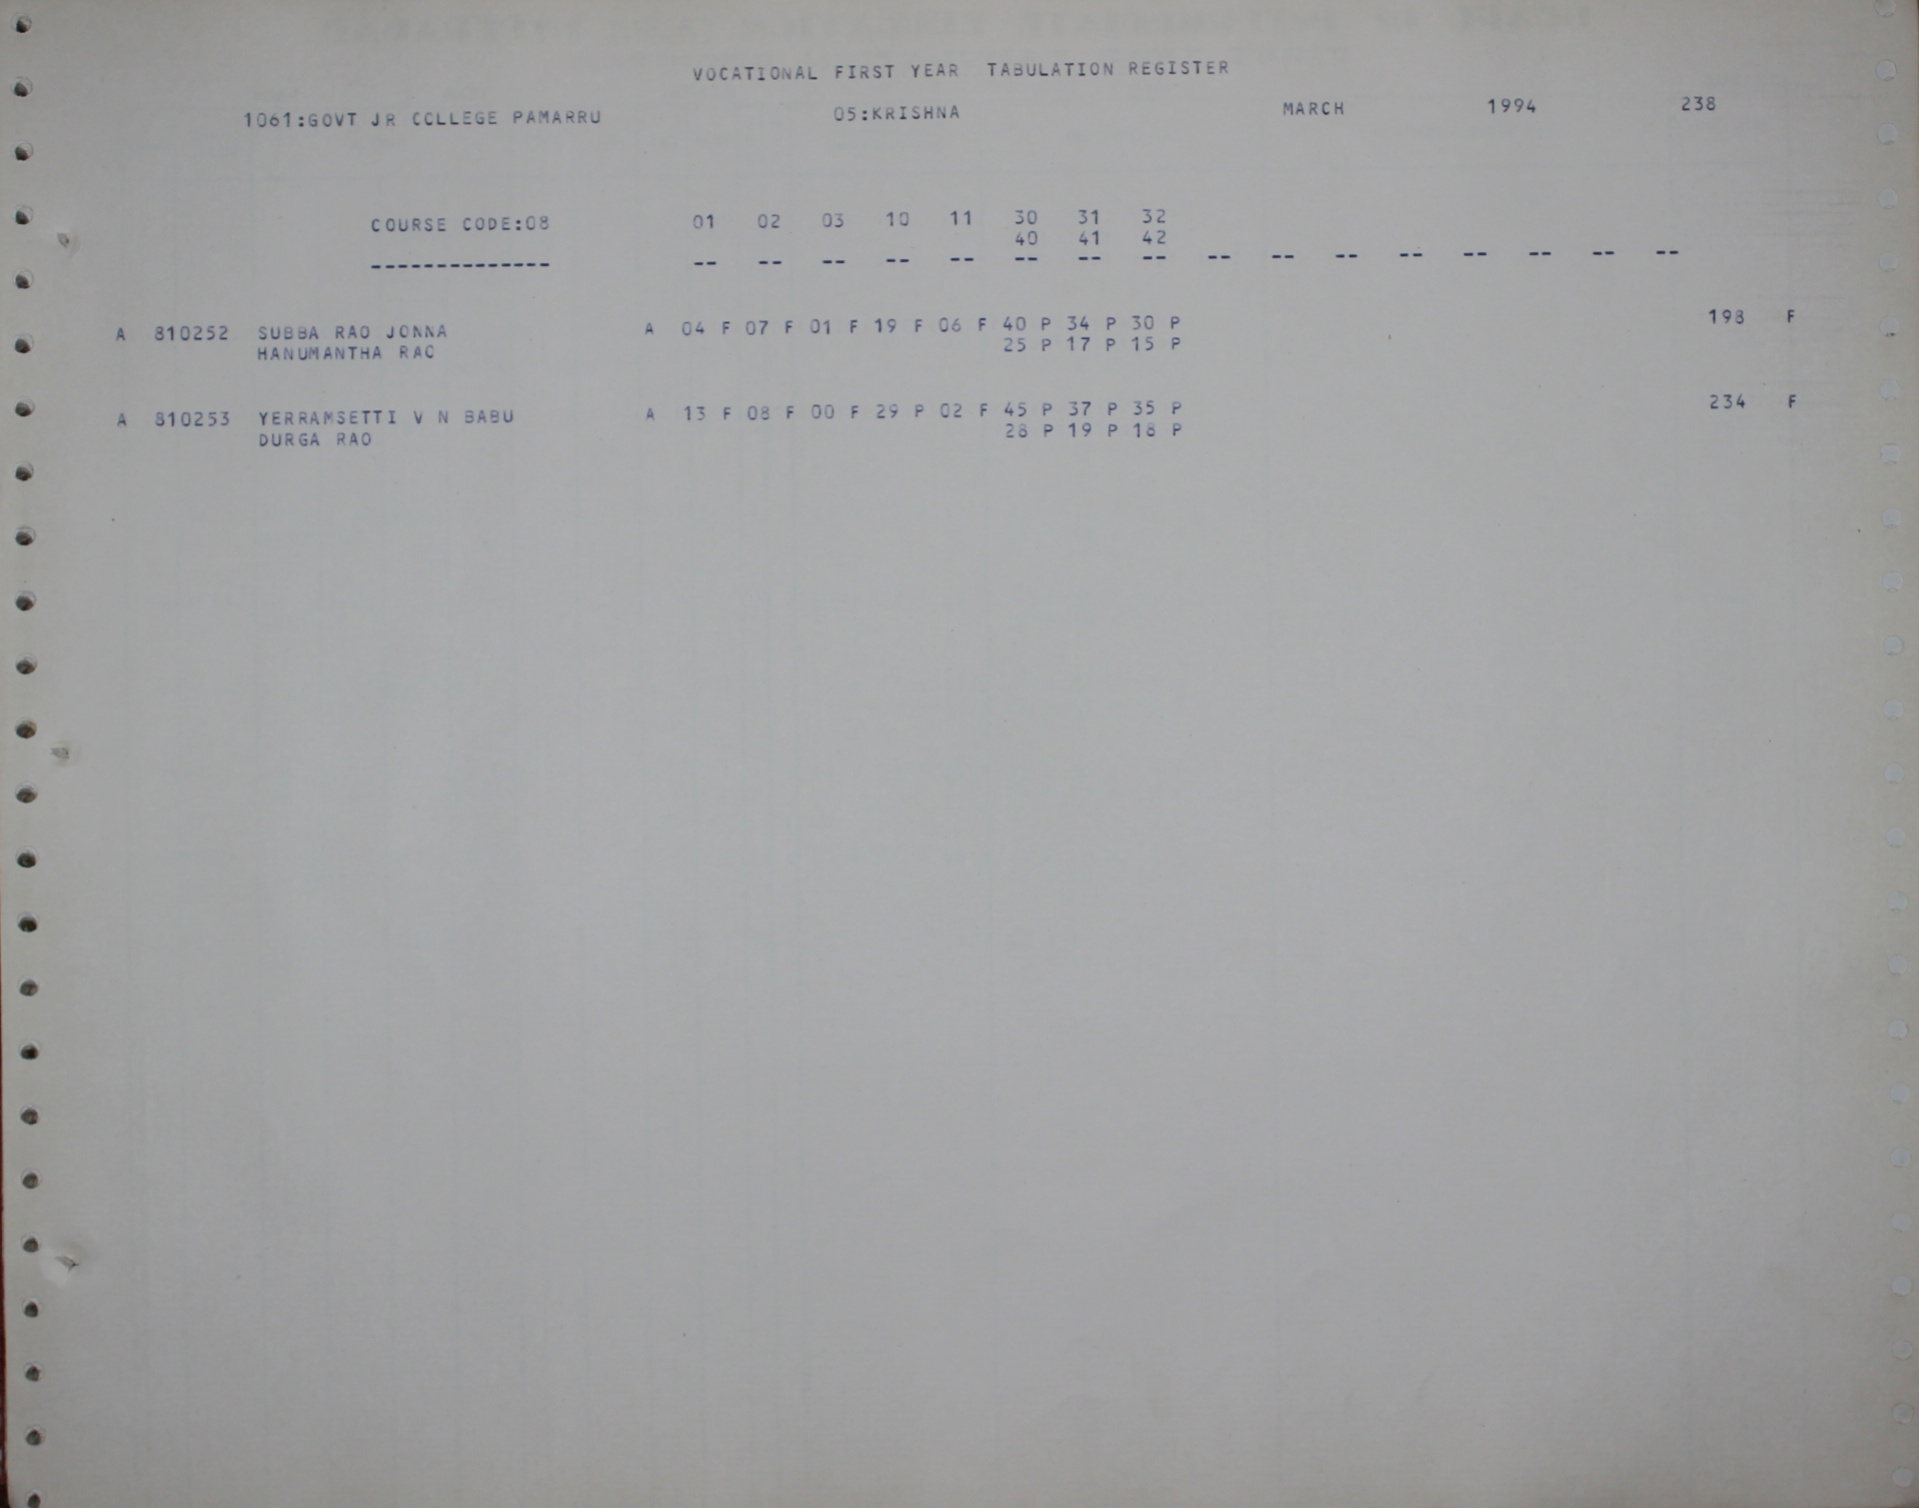 VOCATIONAL FIRST YEAR TABULATION REGISTER
1061:GOVT JR COLLEGE PAMARRU 05:KRISHNA MARCH 1994 238
COURSE CODE:08 01 02 03 10 11 30 31 32
40 41 42
-------------- -- -- -- -- -- -- -- -- -- -- -- -- -- -- -- --
A 810252 SUBBA RAO JONNA A 04 F 07 F 01 F 19 F 06 F 40 P 34 P 30 P 198 F
HANUMANTHA RAO 25 P 17 P 15 P
A 810253 YERRAMSETTI V N BABU A 13 F 08 F 00 F 29 P 02 F 45 P 37 P 35 P 234 F
DURGA RAO 28 P 19 P 18 P